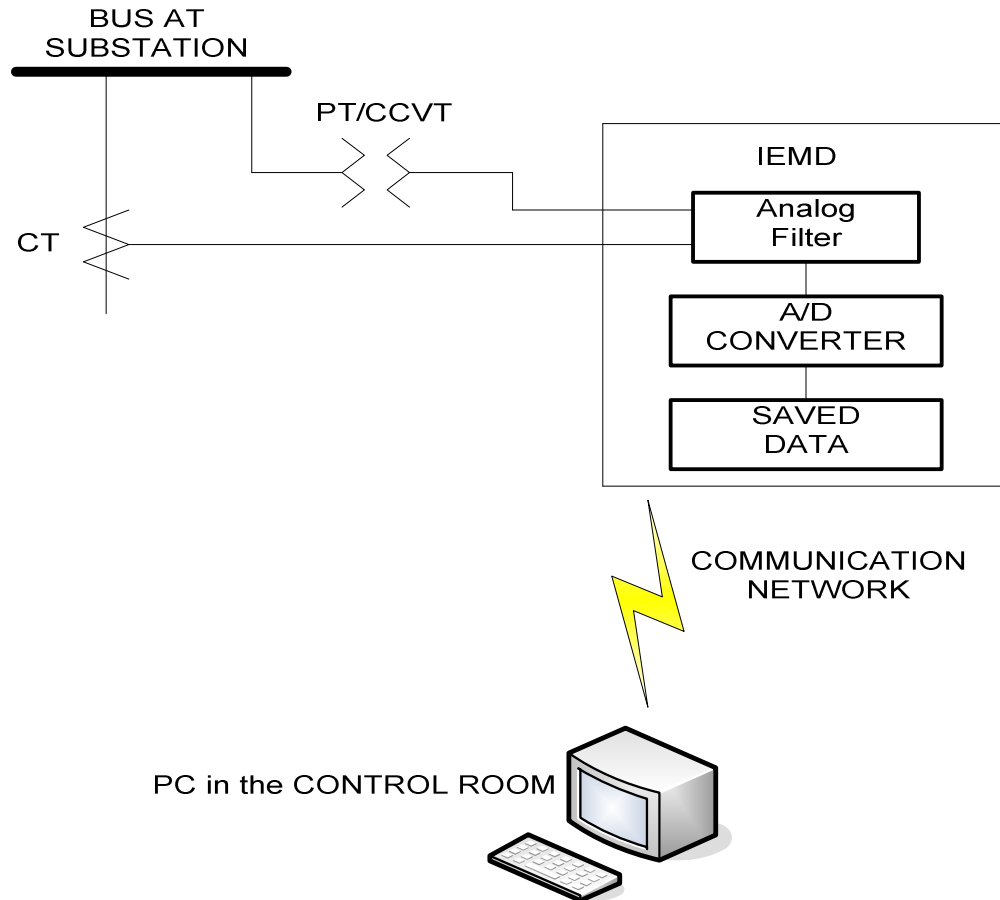 BUS AT
SUBSTATION
PT/CCVT
IEMD
Analog
Filter
CT
A/D
CONVERTER
SAVED
DATA
COMMUNICATION
NETWORK
PC in the CONTROL ROOM